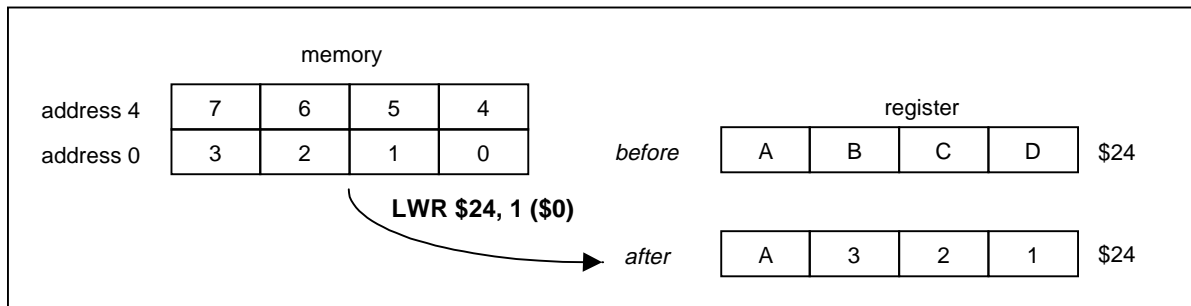 memory
address 4 7 6 5 4
register
address 0 3 2 1 0
before A B C D $24
LWR $24, 1 ($0)
after A 3 2 1 $24